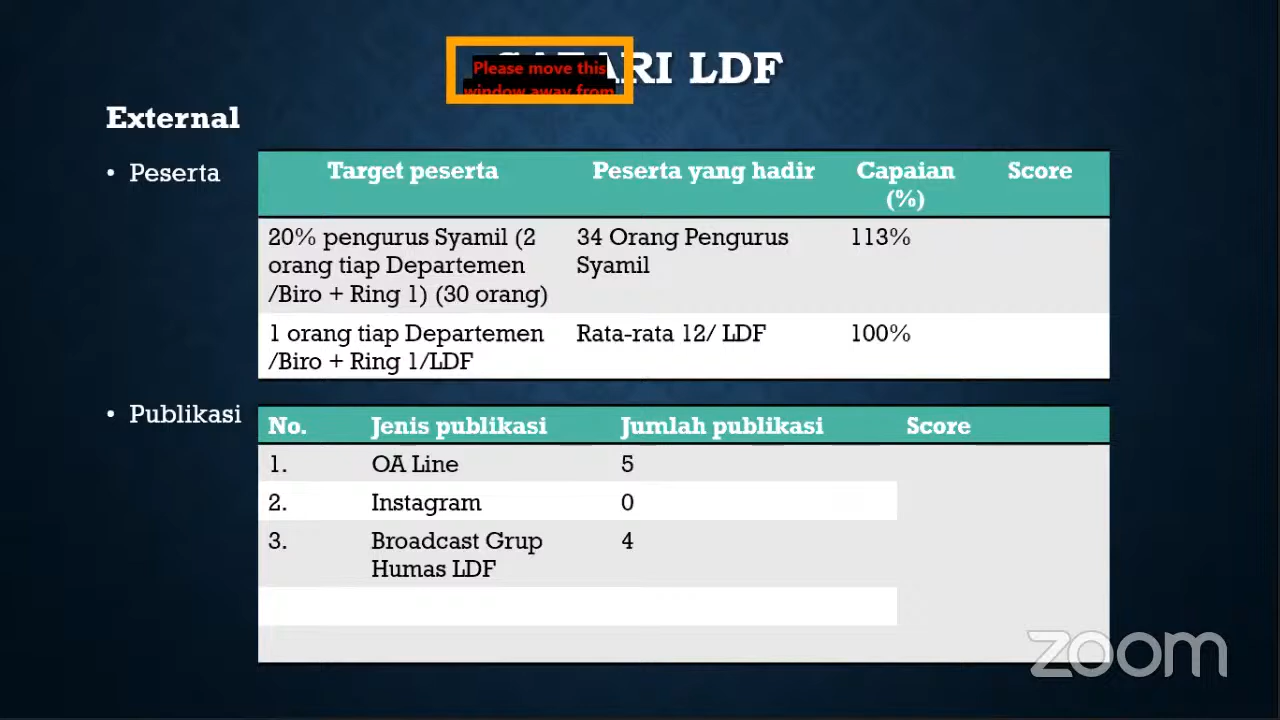 RI LDF
Please move this
window away from
External
• Peserta
Target peserta Peserta yang hadir Capaian Score
(%)
20% pengurus Syamil (2 34 Orang Pengurus 113%
orang tiap Departemen Syamil
/Biro + Ring 1) (30 orang)
1 orang tiap Departemen Rata-rata 12/ LDF 100%
/Biro + Ring 1/LDF
• Publikasi
No. Jenis publikasi Jumlah publikasi Score
1. OA Line 5
2. Instagram 0
3. Broadcast Grup 4
Humas LDF
zoom